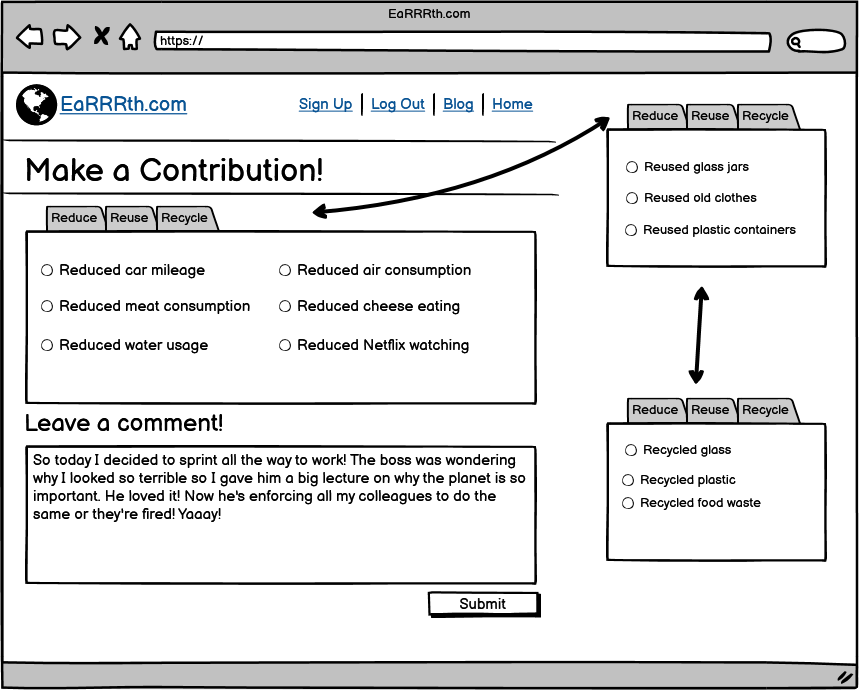 EaRRRth.com
https://
EaRRRth.com
Sign Up | Log Out | Blog | Home
Make a Contribution!
Reduce Reuse Recycle
Reduced car mileage
Reduced air consumption
Reduced meat consumption
Reduced cheese eating
Reduced water usage
Reduced Netflix watching
Leave a comment!
So today I decided to sprint all the way to work! The boss was wondering
why I looked so terrible so I gave him a big lecture on why the planet is so
important. He loved it! Now he's enforcing all my colleagues to do the
same or they're fired! Yaaay!
Submit
Reduce Reuse Recycle
Reused glass jars
Reused old clothes
Reused plastic containers
Reduce Reuse Recycle
Recycled glass
Recycled plastic
Recycled food waste